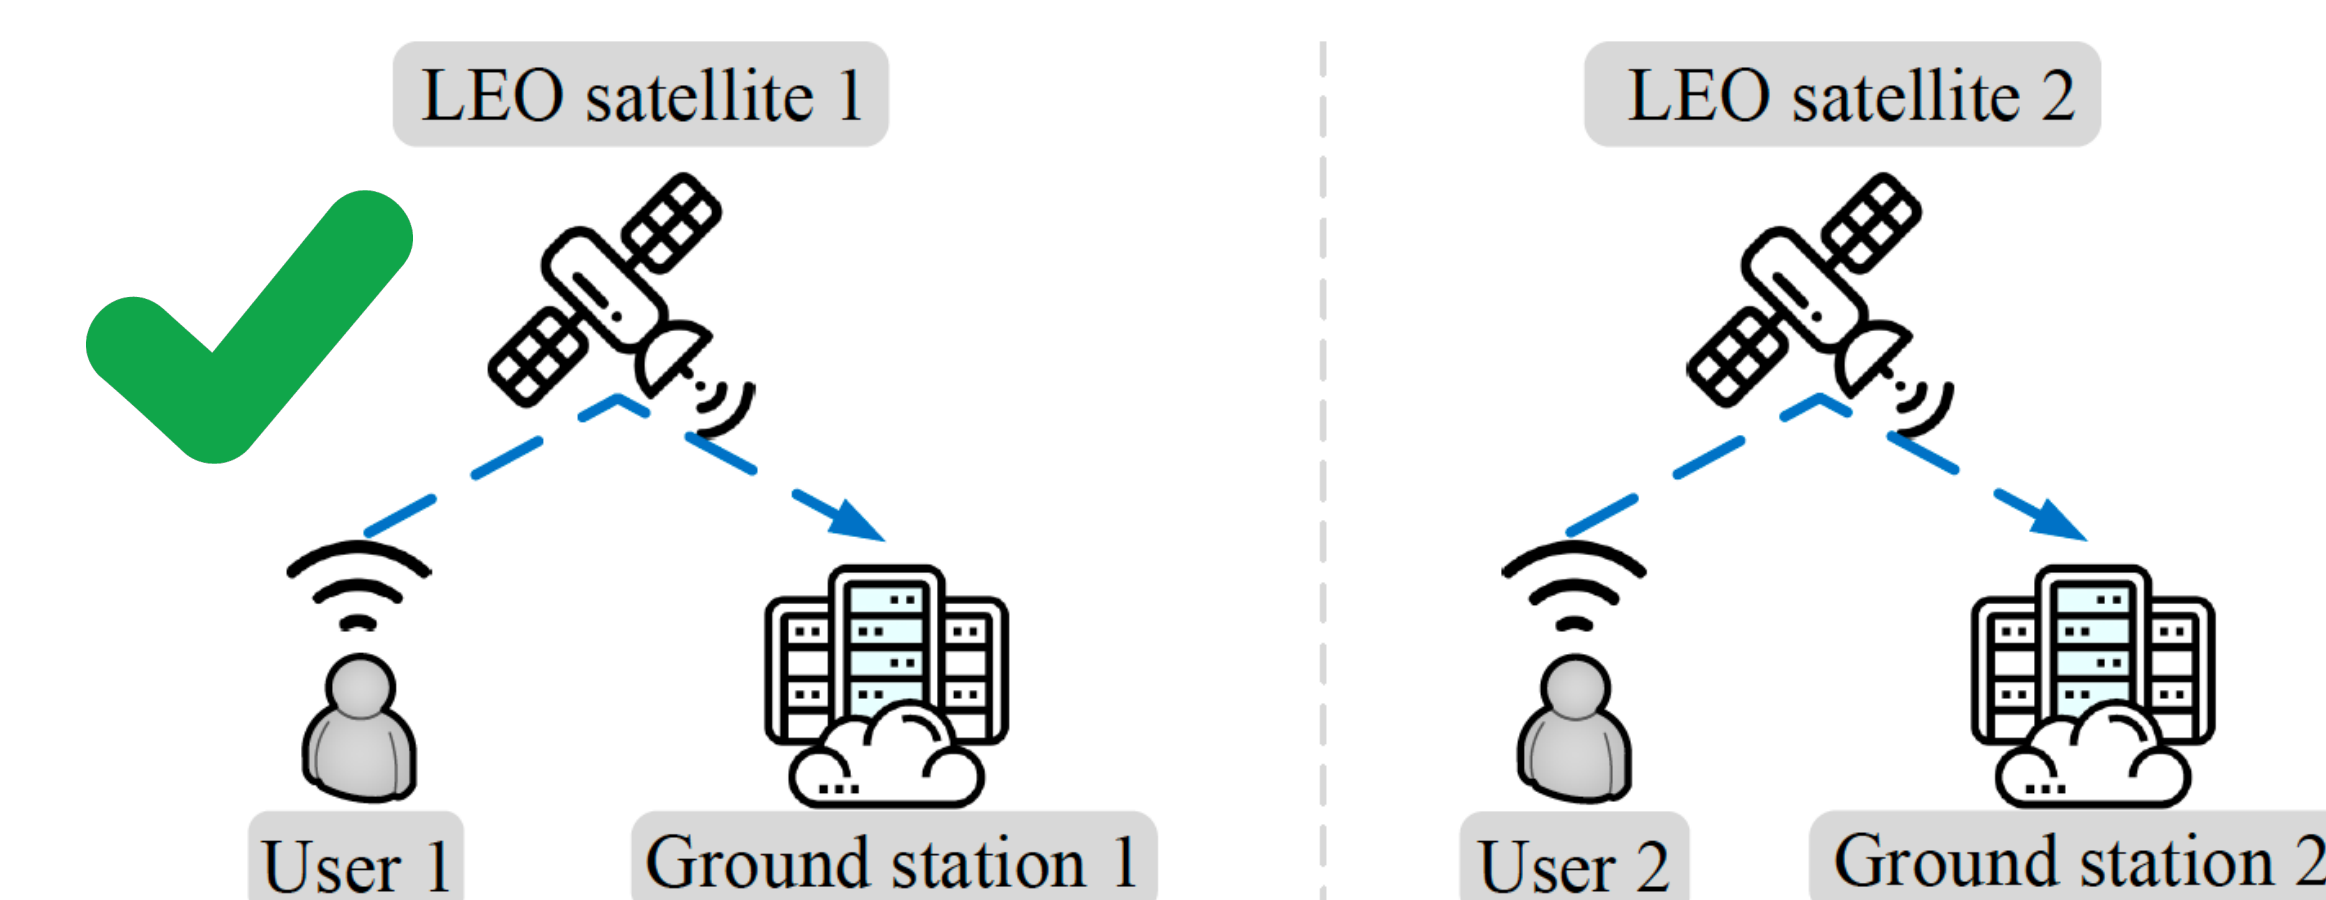 LEO satellite 1
LEO satellite 2
User 1
Ground station 1
User 2
Ground station 2